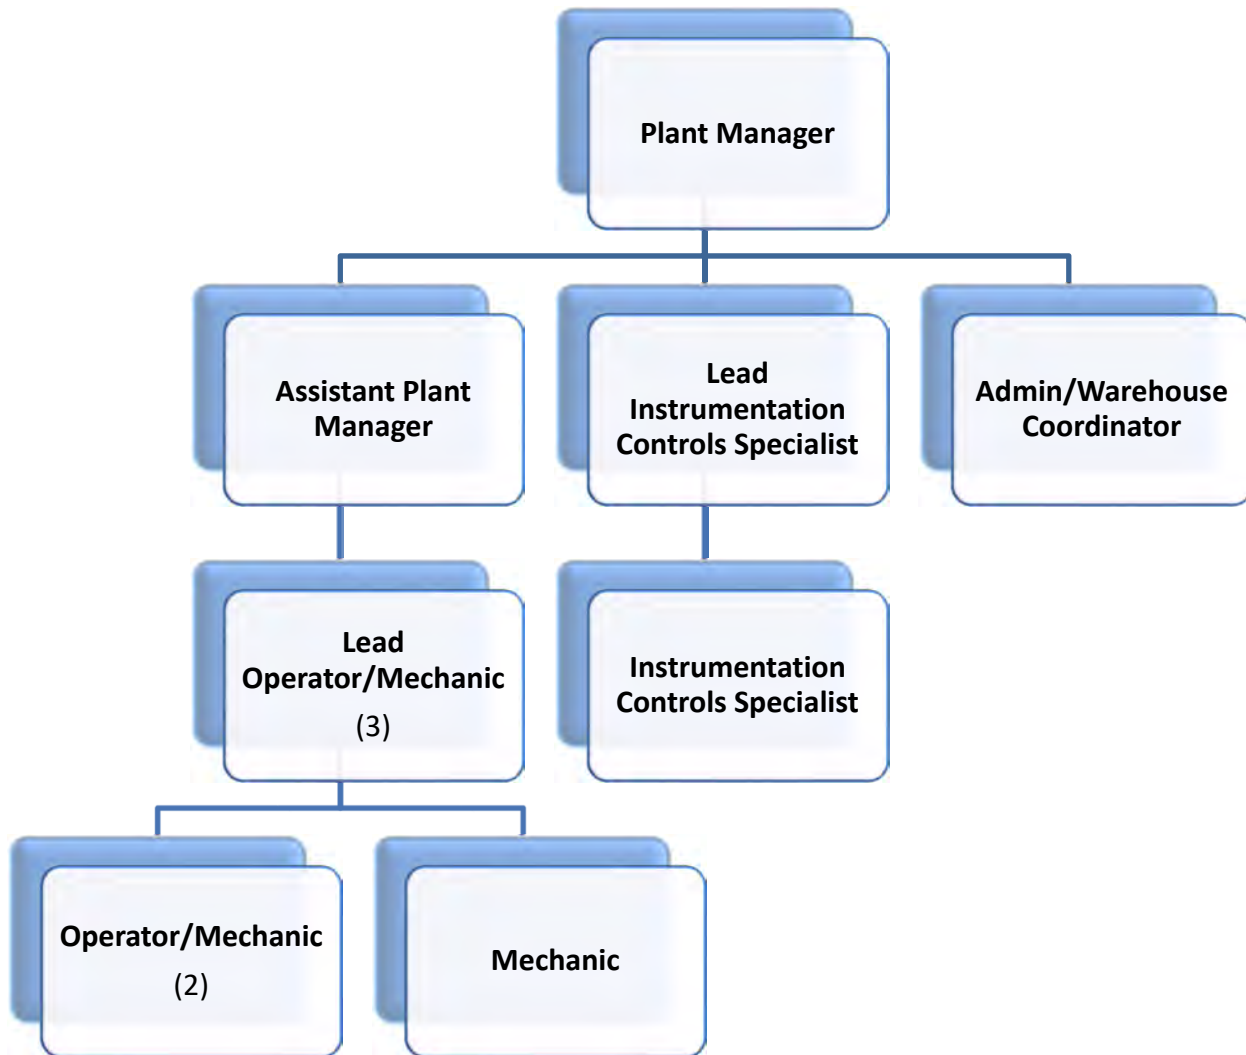 Plant Manager
Assistant Plant
Manager
Lead
Instrumentation
Controls Specialist
Admin/Warehouse
Coordinator
Lead
Operator/Mechanic
(3)
Instrumentation
Controls Specialist
Operator/Mechanic
(2)
Mechanic